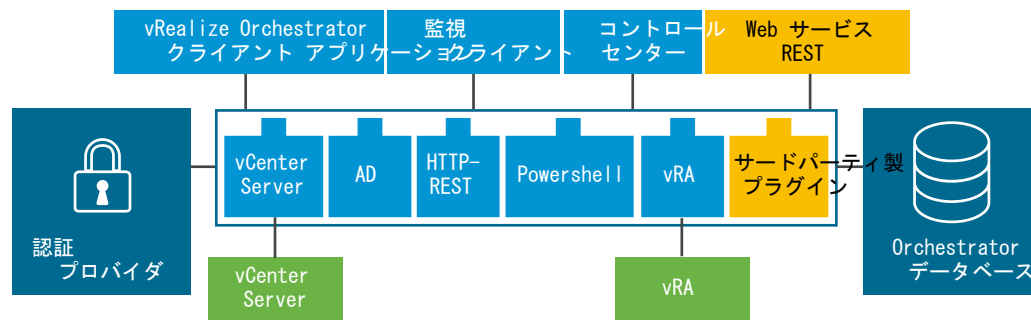 vRealize Orchestrator
クライアント アプリケーション
監視
クライアント
コントロール
センター
Web サービス
REST
認証
プロバイダ
vCenter
Server
AD
HTTP-
REST
Powershell
vRA
サードパーティ製
プラグイン
Orchestrator
データベース
vCenter
Server
vRA